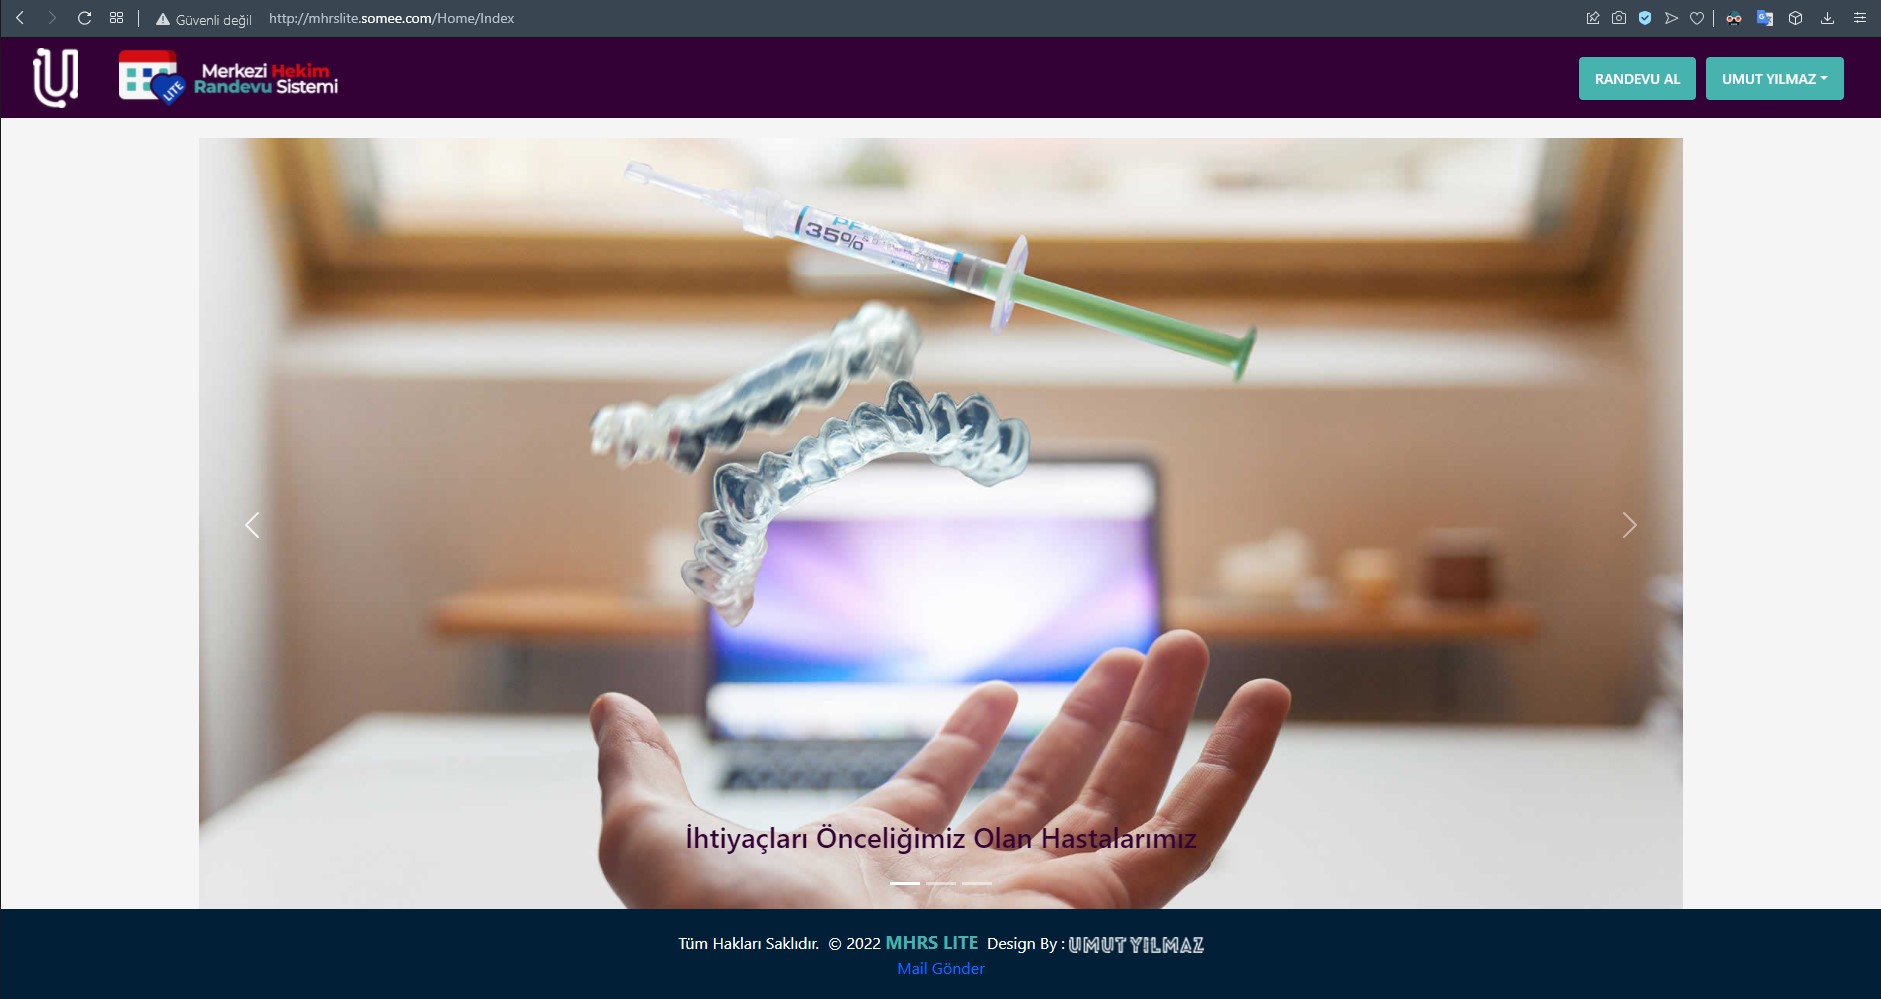 Güvenli değil http://mhrslite.somee.com/Home/Index
Merkezi Hekim
Randevu Sistemi
LITE
RANDEVU AL
UMUT YILMAZ
PF
35%
İhtiyaçları Önceliğimiz Olan Hastalarımız
Tüm Hakları Saklıdır. © 2022 MHRS LITE Design By : UMUT YILMAZ
Mail Gönder